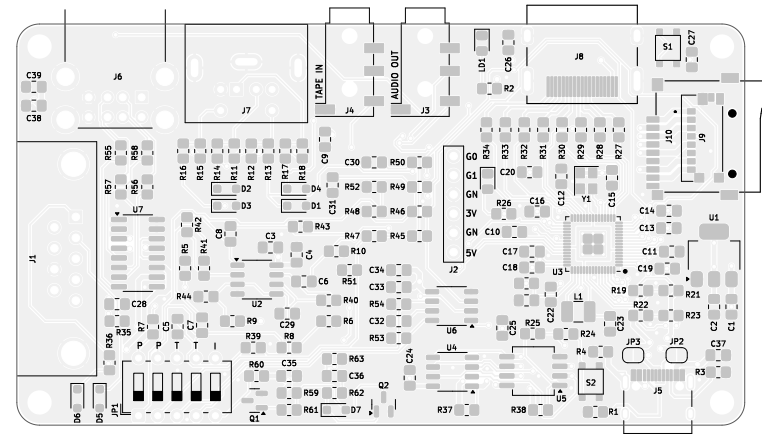 LD1
C26
S1
C27
J8
R2
C39
C38
J6
J7
TAPE IN
J4
AUDIO OUT
J3
J10
J9
R34
R33
R32
R31
R30
R29
R28
R27
R55
R58
R57
R56
R16
R15
R14
R11
R12
R13
R17
R18
C9
C30
R50
G0
G1
GN
3V
GN
5V
J2
C20
C12
Y1
C15
D2
D4
D3
D1
C31
R52
R49
R48
R46
R47
R45
R26
C16
C10
C14
C13
U1
U7
R42
C8
C3
R43
C4
R10
R51
R5
R41
J1
C17
C18
U3
C11
C19
U2
C6
C34
C33
R54
C32
R53
R44
C28
R35
R40
R6
C29
R9
U6
C22
L1
R19
R22
R21
R23
C2
C1
R36
R7
C5
C7
P P T T I
R39
R8
C25
R25
R24
C23
R4
JP3
JP2
C37
R3
R60
C35
R63
C36
R62
R59
R61
D7
Q2
C24
U4
U5
S2
J5
D6
D5
JP1
Q1
R37
R38
R1